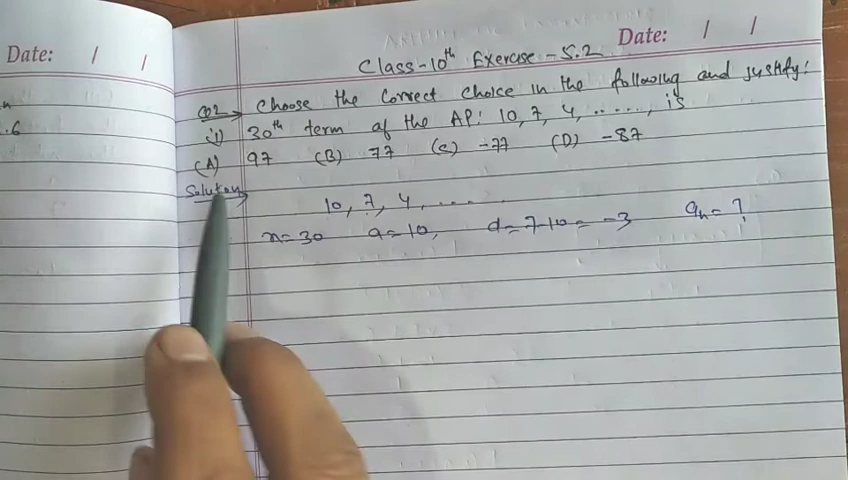 Date: / /
n
.6
Date: / /
Class-10th Exercise-5.2
Q2 Choose the Correct choice in the following and justify:
i) 30th term of the AP: 10, 7, 4, ......, is
(A) 97 (B) 77 (C) -77 (D) -87
Solution
10, 7, 4, ....
n=30 a=10, d=7-10=-3 an=?